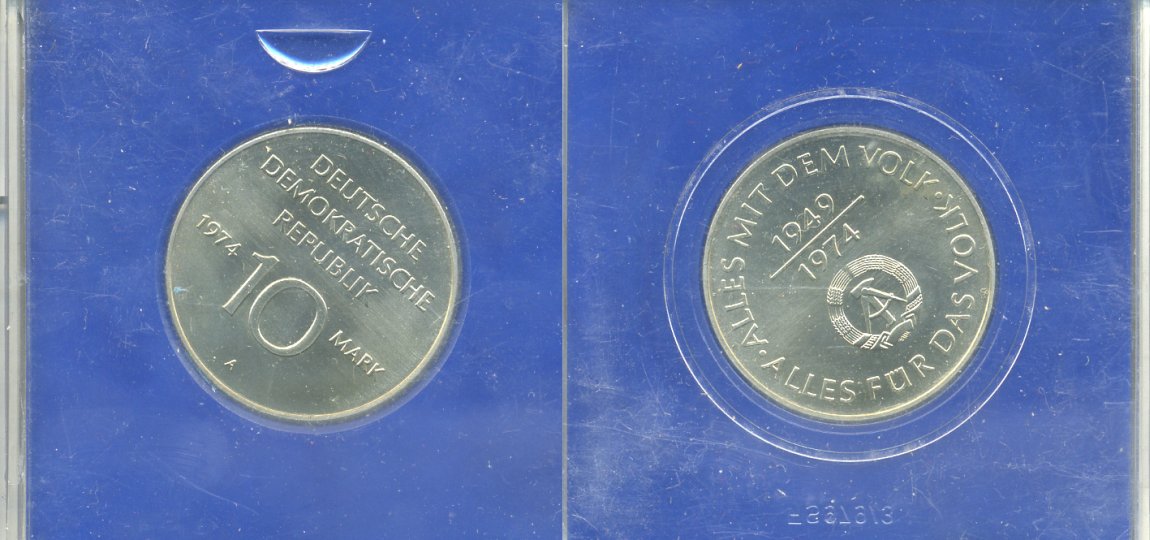 DEUTSCHE
DEMOKRATISCHE
REPUBLIK
1974
10
MARK
A
ALLES MIT DEM VOLK · ALLES FÜR DAS VOLK ·
1949
1974